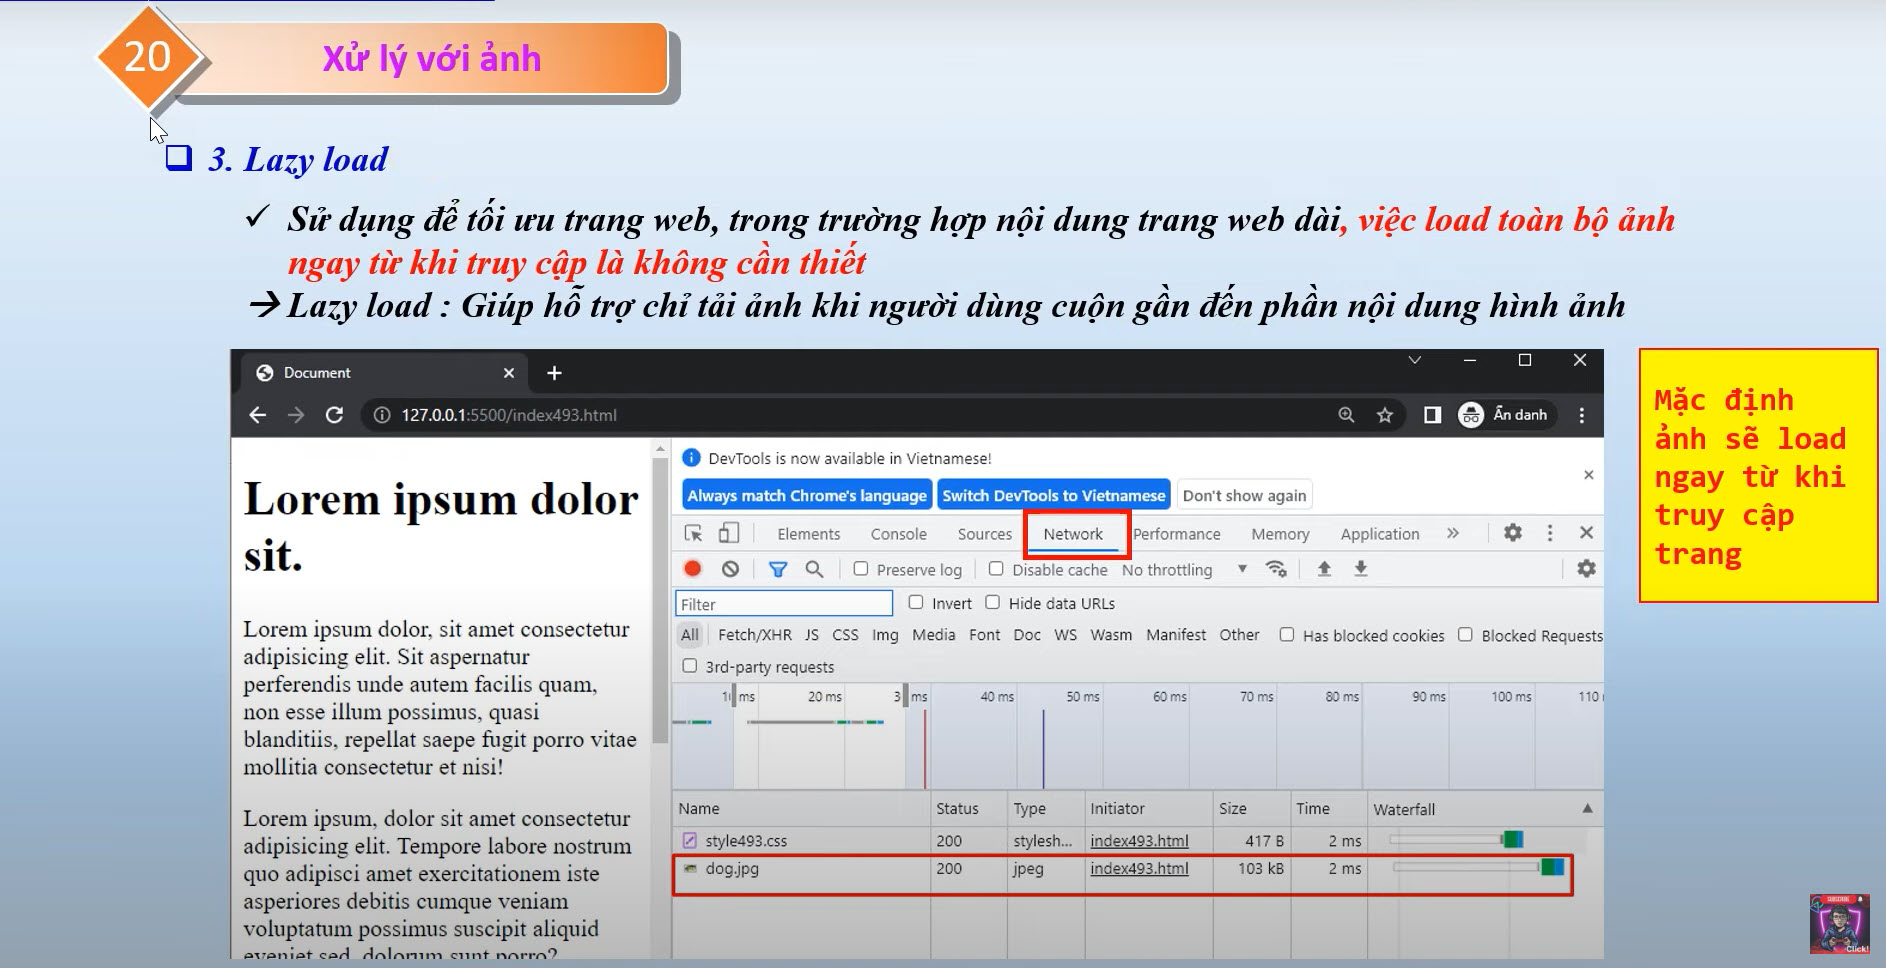 20
Xử lý với ảnh
3. Lazy load
Sử dụng để tối ưu trang web, trong trường hợp nội dung trang web dài, việc load toàn bộ ảnh
ngay từ khi truy cập là không cần thiết
Lazy load : Giúp hỗ trợ chỉ tải ảnh khi người dùng cuộn gần đến phần nội dung hình ảnh
Document
127.0.0.1:5500/index493.html
Ẩn danh
Lorem ipsum dolor
sit.
Lorem ipsum dolor, sit amet consectetur
adipisicing elit. Sit aspernatur
perferendis unde autem facilis quam,
non esse illum possimus, quasi
blanditiis, repellat saepe fugit porro vitae
mollitia consectetur et nisi!
Lorem ipsum, dolor sit amet consectetur
adipisicing elit. Tempore labore nostrum
quo adipisci amet exercitationem iste
asperiores debitis cumque veniam
voluptatum possimus suscipit aliquid
eveniet sed, dolorum sunt porro?
DevTools is now available in Vietnamese!
Always match Chrome's language Switch DevTools to Vietnamese Don't show again
Elements Console Sources Network Performance Memory Application
Preserve log Disable cache No throttling
Filter Invert Hide data URLs
All Fetch/XHR JS CSS Img Media Font Doc WS Wasm Manifest Other Has blocked cookies Blocked Requests
3rd-party requests
ms 20 ms 3 ms 40 ms 50 ms 60 ms 70 ms 80 ms 90 ms 100 ms 110
Name Status Type Initiator Size Time Waterfall
style493.css 200 stylesh... index493.html 417 B 2 ms
dog.jpg 200 jpeg index493.html 103 kB 2 ms
Mặc định
ảnh sẽ load
ngay từ khi
truy cập
trang
SUBSCRIBE
Click!